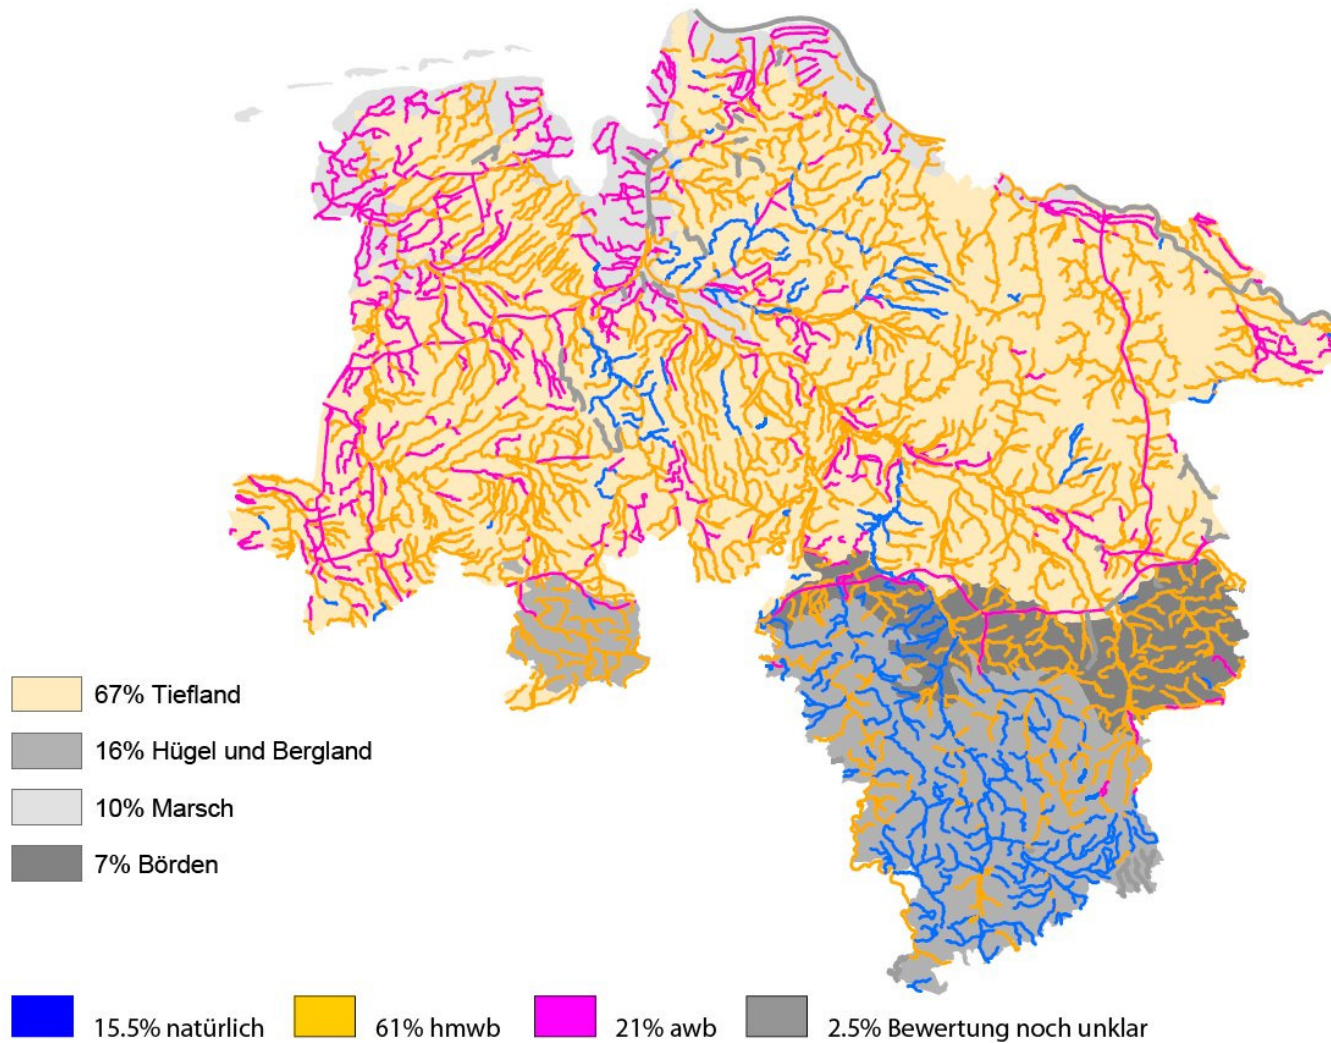 67% Tiefland
16% Hügel und Bergland
10% Marsch
7% Börden
15.5% natürlich
61% hmwb
21% awb
2.5% Bewertung noch unklar